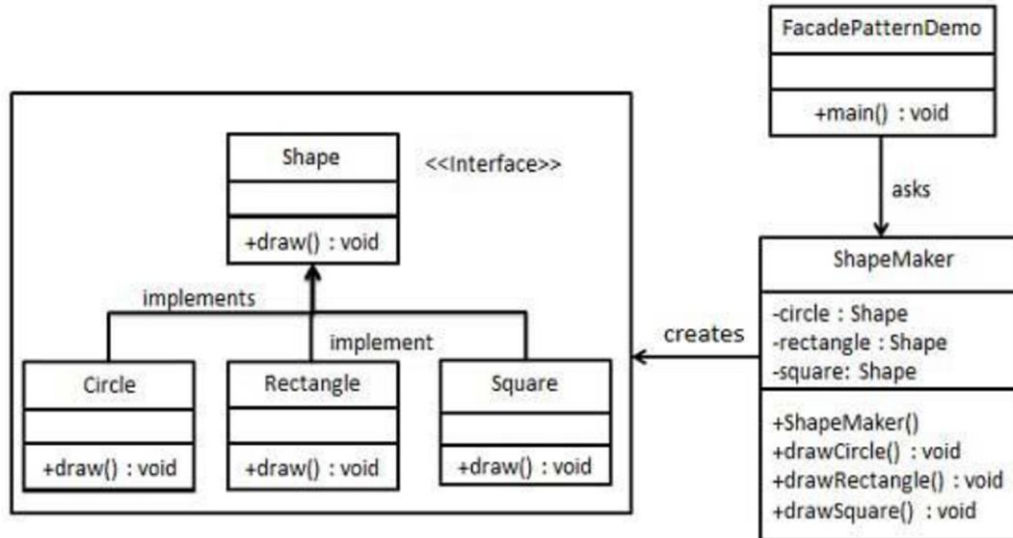 FacadePatternDemo
+main() : void
asks
Shape
<<Interface>>
+draw() : void
implements
implement
Circle
+draw() : void
Rectangle
+draw() : void
Square
+draw() : void
creates
ShapeMaker
-circle : Shape
-rectangle : Shape
-square: Shape
+ShapeMaker()
+drawCircle() : void
+drawRectangle() : void
+drawSquare() : void